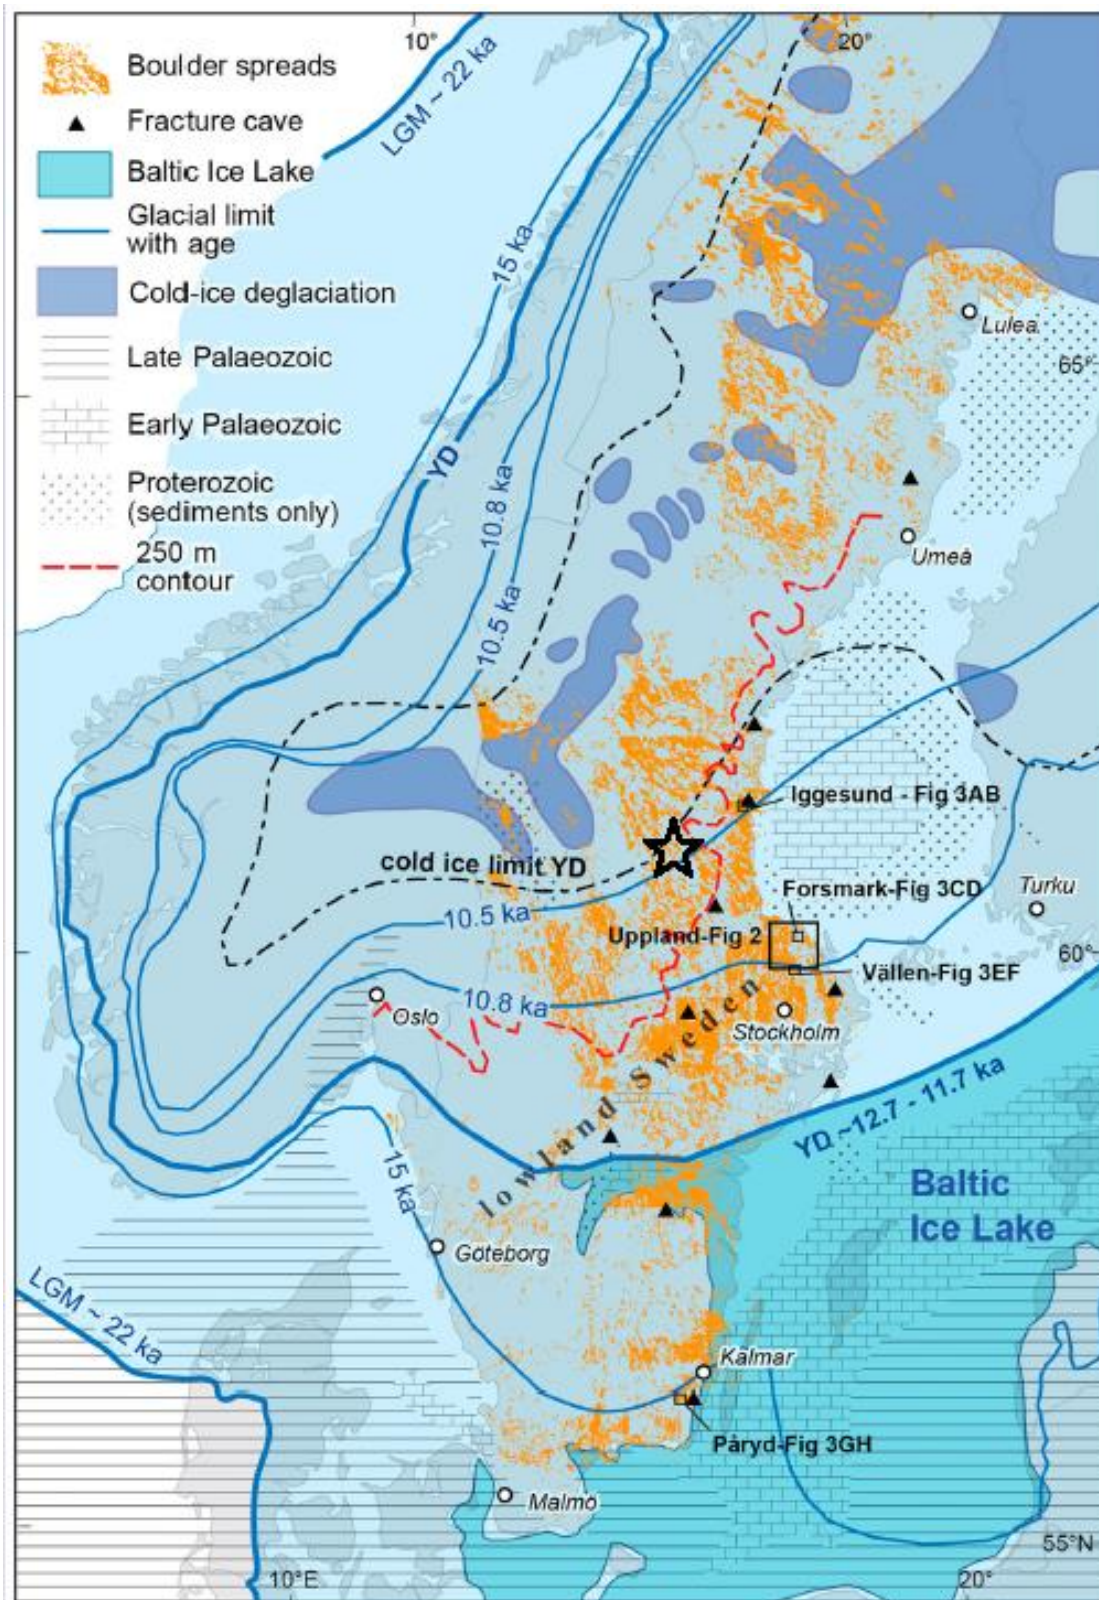 10°
20°
Boulder spreads
Fracture cave
Baltic Ice Lake
Glacial limit
with age
Cold-ice deglaciation
Late Palaeozoic
Early Palaeozoic
Proterozoic
(sediments only)
250 m
contour
LGM ~ 22 ka
15 ka
YD
10.8 ka
10.5 ka
Lulea
65°
Umeå
Iggesund - Fig 3AB
cold ice limit YD
Forsmark-Fig 3CD
Turku
10.5 ka
Uppland-Fig 2
60°
Vällen-Fig 3EF
10.8 ka
Oslo
Stockholm
lowland Sweden
YD ~12.7 - 11.7 ka
15 ka
Baltic
Ice Lake
Göteborg
LGM ~ 22 ka
Kalmar
Påryd-Fig 3GH
Malmö
55°N
10°E
20°